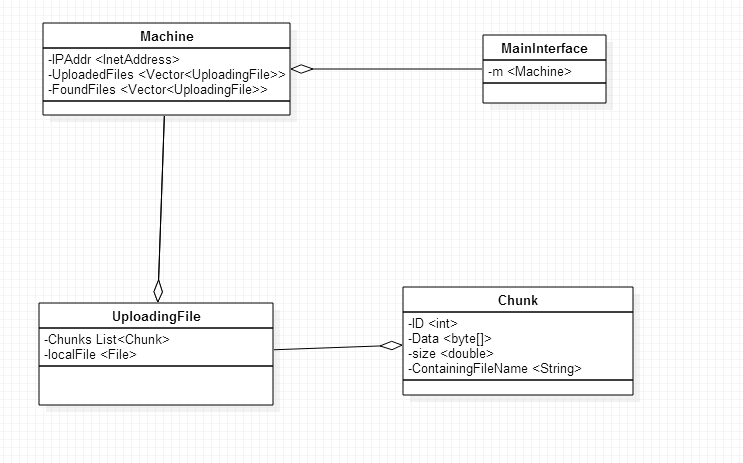 Machine
-IPAddr <InetAddress>
-UploadedFiles <Vector<UploadingFile>>
-FoundFiles <Vector<UploadingFile>>
MainInterface
-m <Machine>
UploadingFile
-Chunks List<Chunk>
-localFile <File>
Chunk
-ID <int>
-Data <byte[]>
-size <double>
-ContainingFileName <String>